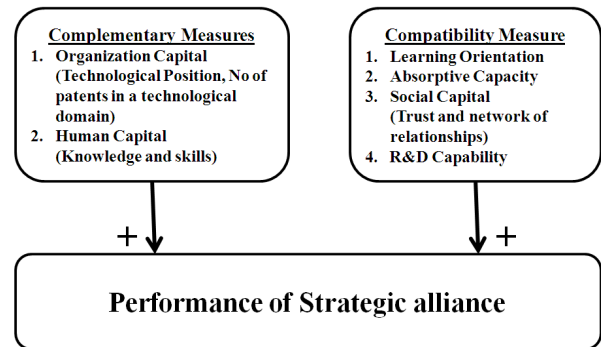 Complementary Measures
1. Organization Capital
(Technological Position, No of
patents in a technological
domain)
2. Human Capital
(Knowledge and skills)
Compatibility Measure
1. Learning Orientation
2. Absorptive Capacity
3. Social Capital
(Trust and network of
relationships)
4. R&D Capability
+
+
Performance of Strategic alliance